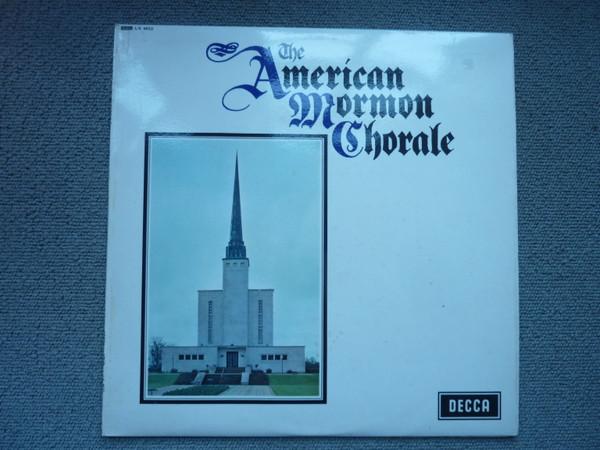 The
American
Mormon
Chorale
DECCA